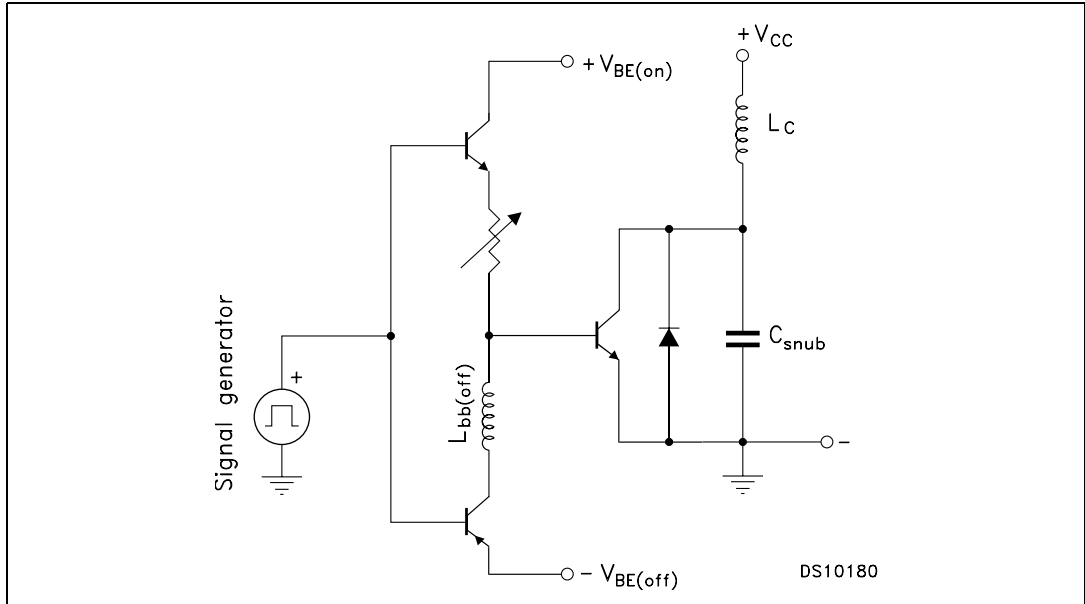 + V_CC
+ V_BE(on)
L_C
Signal generator
+
L_bb(off)
C_snub
-
- V_BE(off)
DS10180